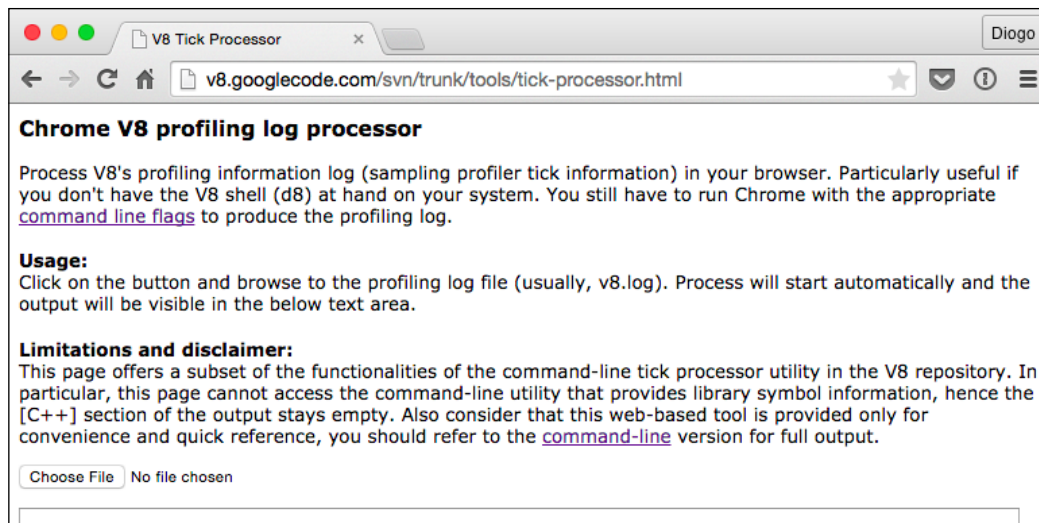 V8 Tick Processor
Diogo
v8.googlecode.com/svn/trunk/tools/tick-processor.html
Chrome V8 profiling log processor
Process V8's profiling information log (sampling profiler tick information) in your browser. Particularly useful if
you don't have the V8 shell (d8) at hand on your system. You still have to run Chrome with the appropriate
command line flags to produce the profiling log.
Usage:
Click on the button and browse to the profiling log file (usually, v8.log). Process will start automatically and the
output will be visible in the below text area.
Limitations and disclaimer:
This page offers a subset of the functionalities of the command-line tick processor utility in the V8 repository. In
particular, this page cannot access the command-line utility that provides library symbol information, hence the
[C++] section of the output stays empty. Also consider that this web-based tool is provided only for
convenience and quick reference, you should refer to the command-line version for full output.
Choose File No file chosen